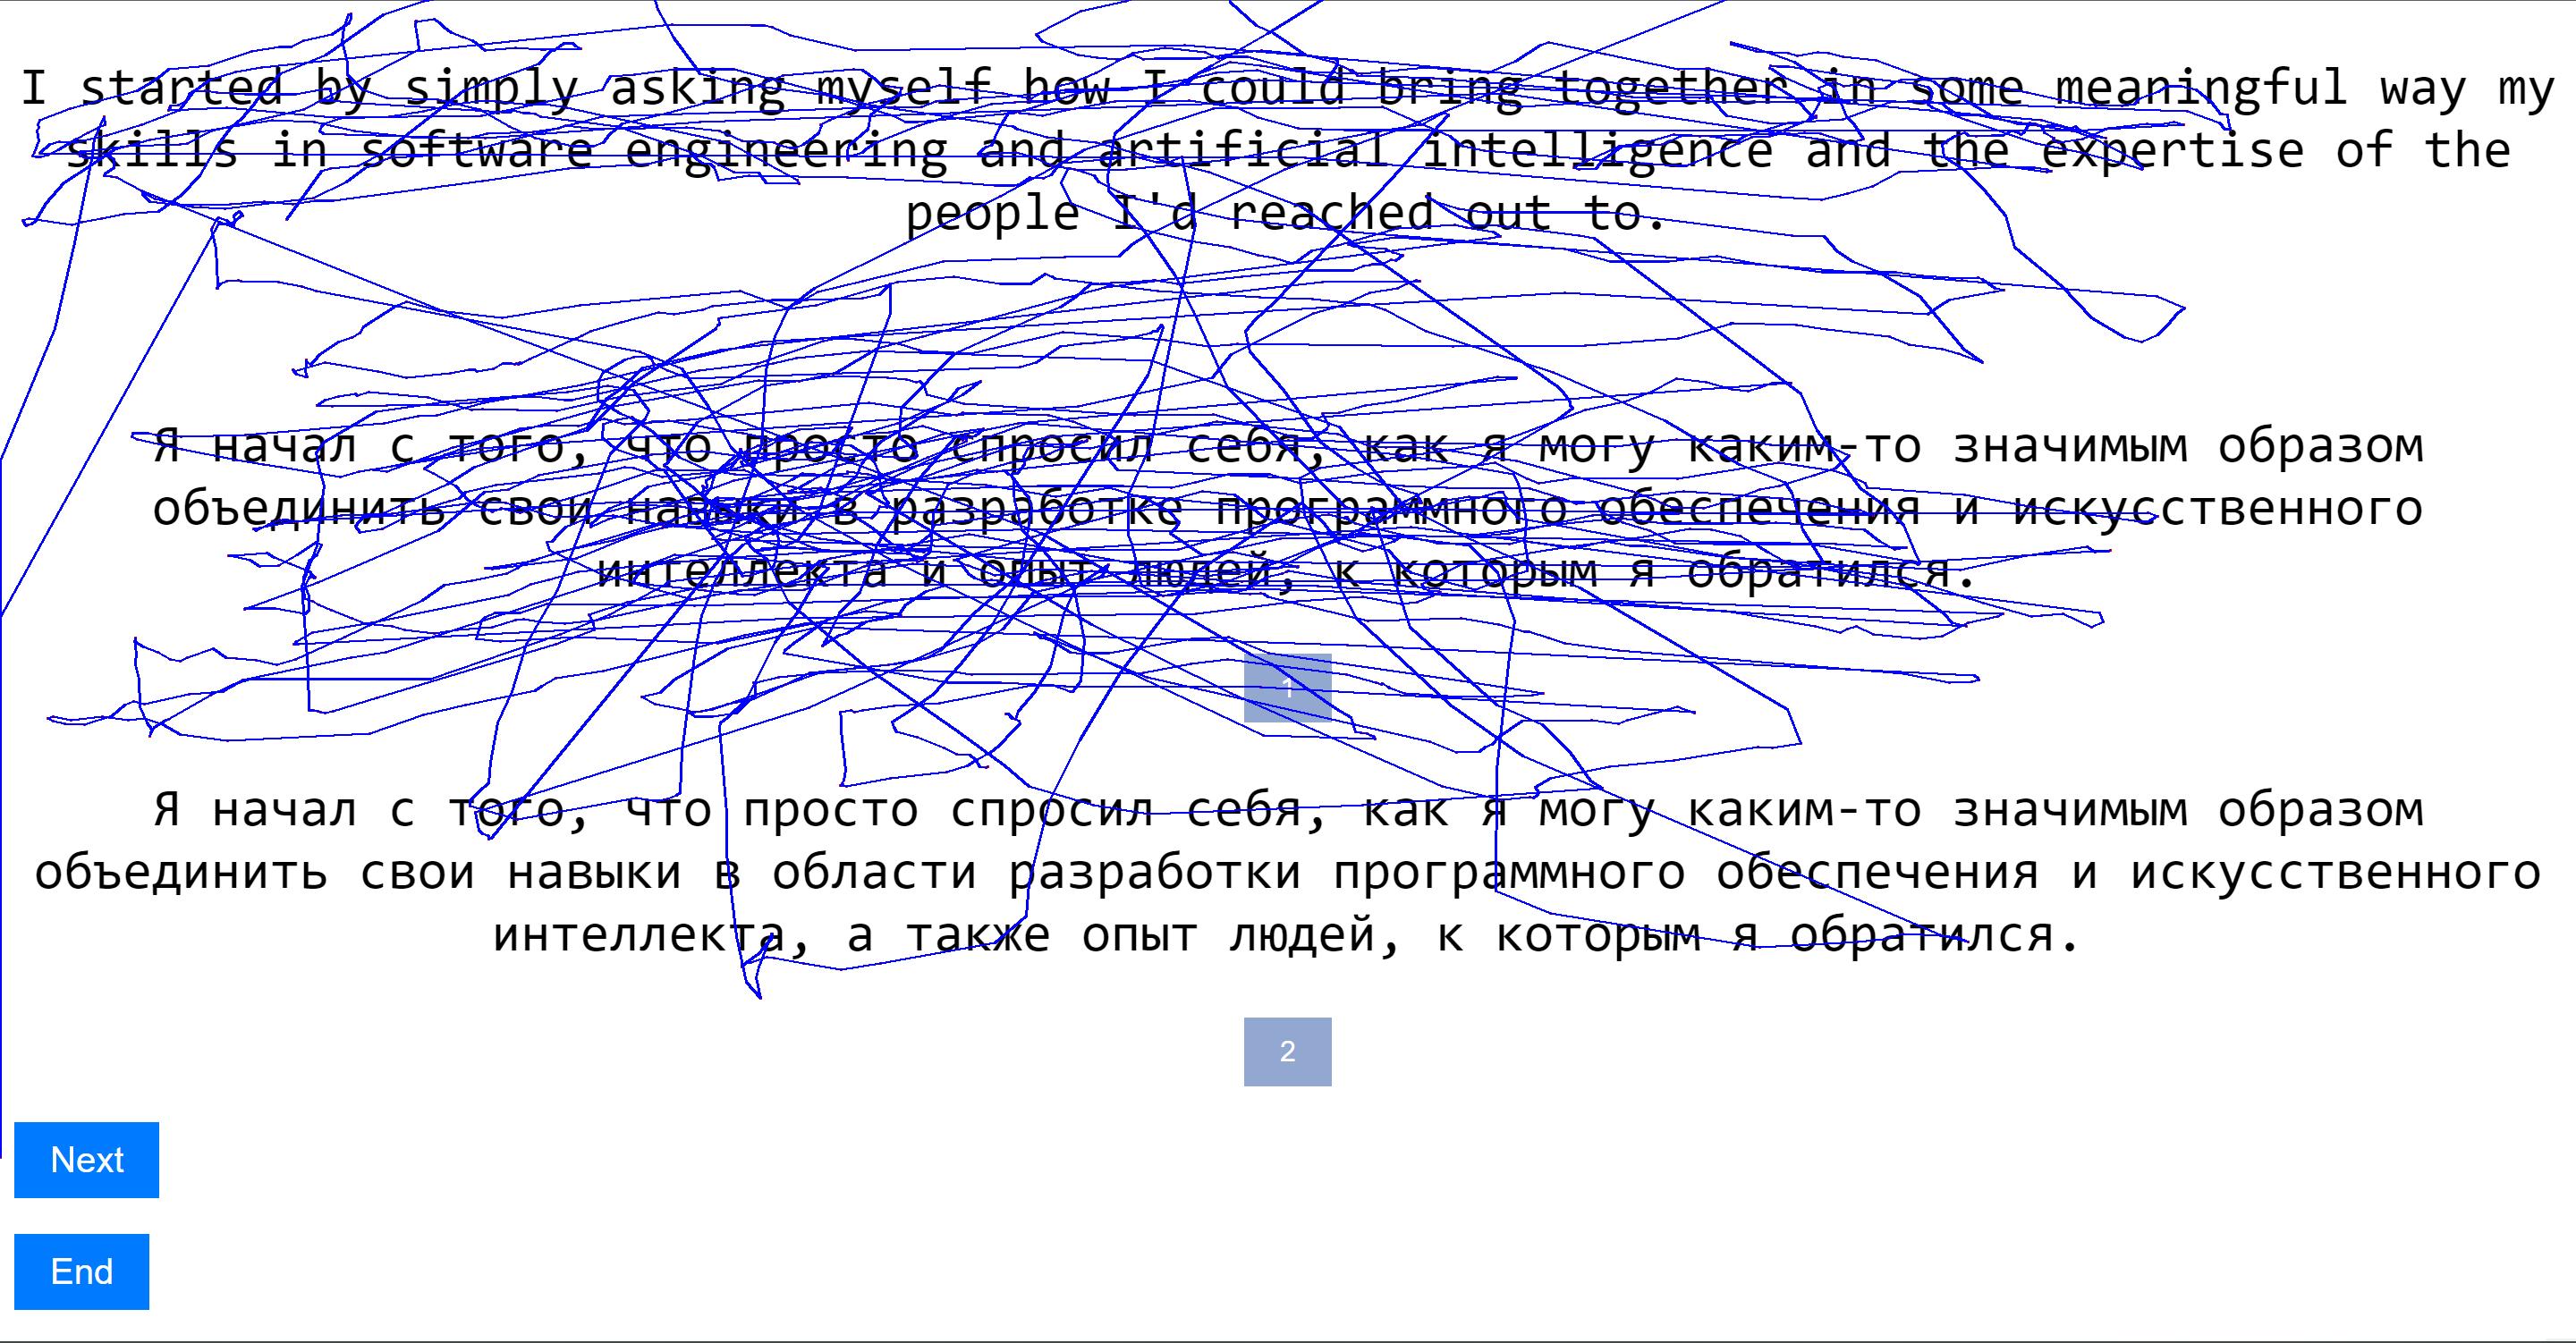 I started by simply asking myself how I could bring together in some meaningful way my
skills in software engineering and artificial intelligence and the expertise of the
people I'd reached out to.
Я начал с того, что просто спросил себя, как я могу каким-то значимым образом
объединить свои навыки в разработке программного обеспечения и искусственного
интеллекта и опыт людей, к которым я обратился.
1
Я начал с того, что просто спросил себя, как я могу каким-то значимым образом
объединить свои навыки в области разработки программного обеспечения и искусственного
интеллекта, а также опыт людей, к которым я обратился.
2
Next
End